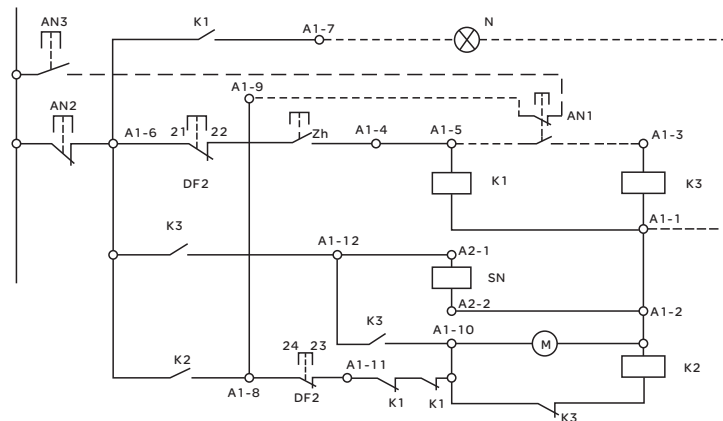 AN3 K1 A1-7 N
A1-9
AN2 A1-6 21 22 Zh A1-4 A1-5 AN1 A1-3
DF2 K1 K3
A1-1
K3 A1-12 A2-1
SN
A2-2 A1-2
K3 A1-10 M
K2 24 23 A1-11 K2
A1-8 DF2 K1 K1 K3